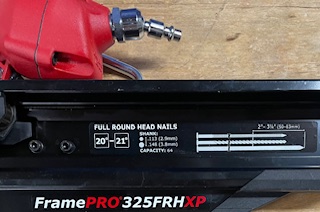 FULL ROUND HEAD NAILS
20°-21°
SHANK:
.113 (2.9mm)
.148 (3.8mm)
CAPACITY: 64
2"- 3¼" (50-83mm)
FramePRO 325FRHXP